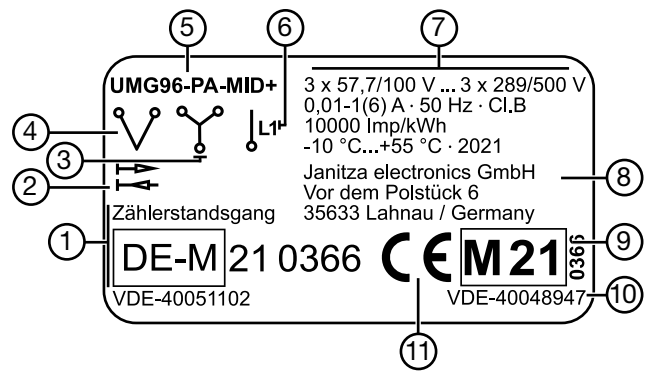 5
6
7
UMG96-PA-MID+
3 x 57,7/100 V ... 3 x 289/500 V
0,01-1(6) A · 50 Hz · Cl.B
10000 Imp/kWh
-10 °C...+55 °C · 2021
L1
4
3
2
Janitza electronics GmbH
Vor dem Polstück 6
35633 Lahnau / Germany
8
Zählerstandsgang
1
DE-M 21 0366
CE M 21 0366
9
VDE-40051102
VDE-40048947
10
11